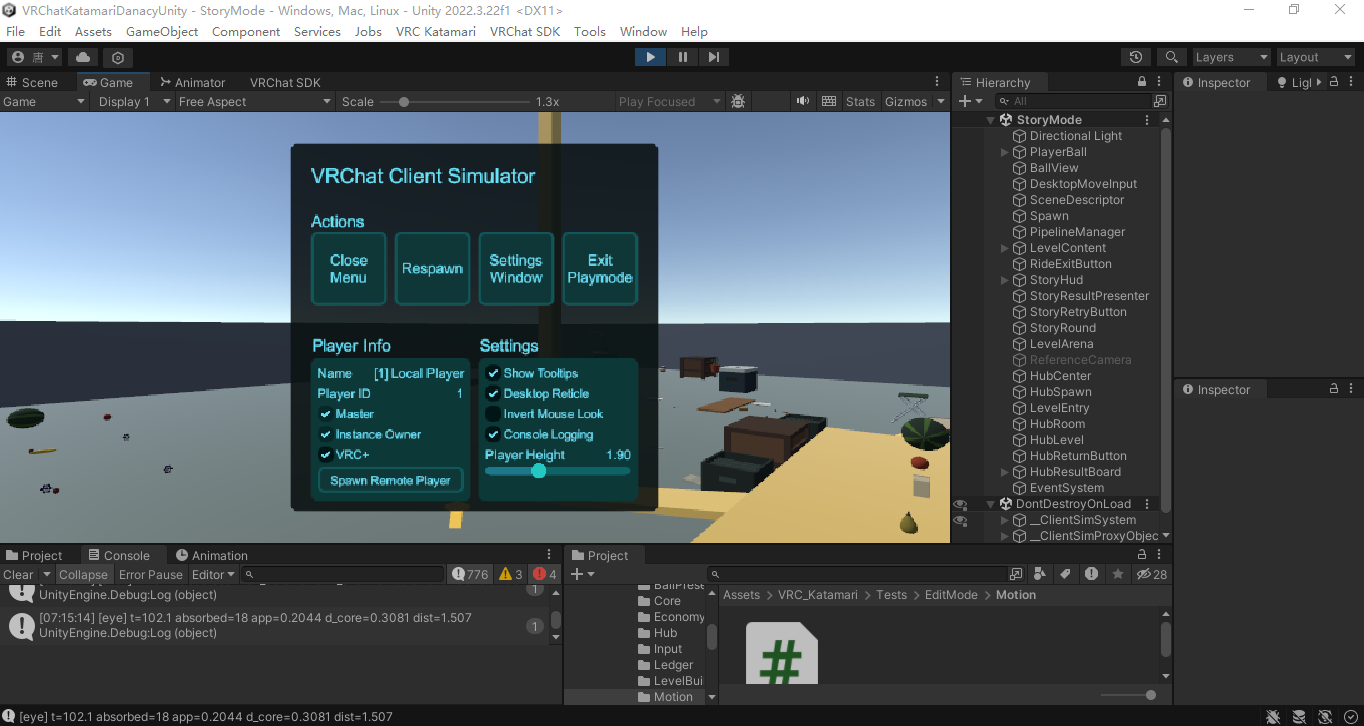 VRChatKatamariDanacyUnity - StoryMode - Windows, Mac, Linux - Unity 2022.3.22f1 <DX11>
File Edit Assets GameObject Component Services Jobs VRC Katamari VRChat SDK Tools Window Help
Layers Layout
Scene Game Animator VRChat SDK
Game Display 1 Free Aspect Scale 1.3x Play Focused Stats Gizmos
VRChat Client Simulator
Actions
Close Menu
Respawn
Settings Window
Exit Playmode
Player Info
Name [1] Local Player
Player ID 1
Master
Instance Owner
VRC+
Spawn Remote Player
Settings
Show Tooltips
Desktop Reticle
Invert Mouse Look
Console Logging
Player Height 1.90
Hierarchy
All
StoryMode
Directional Light
PlayerBall
BallView
DesktopMoveInput
SceneDescriptor
Spawn
PipelineManager
LevelContent
RideExitButton
StoryHud
StoryResultPresenter
StoryRetryButton
StoryRound
LevelArena
ReferenceCamera
HubCenter
HubSpawn
LevelEntry
HubRoom
HubLevel
HubReturnButton
HubResultBoard
EventSystem
DontDestroyOnLoad
__ClientSimSystem
__ClientSimProxyObjec
Inspector Ligl
Inspector
Project Console Animation
Clear Collapse Error Pause Editor 776 3 4
UnityEngine.Debug:Log (object) 1
[07:15:14] [eye] t=102.1 absorbed=18 app=0.2044 d_core=0.3081 dist=1.507
UnityEngine.Debug:Log (object) 1
Project
28
Core
Economy
Hub
Input
Ledger
LevelBui
Motion
Assets > VRC_Katamari > Tests > EditMode > Motion
#
[eye] t=102.1 absorbed=18 app=0.2044 d_core=0.3081 dist=1.507